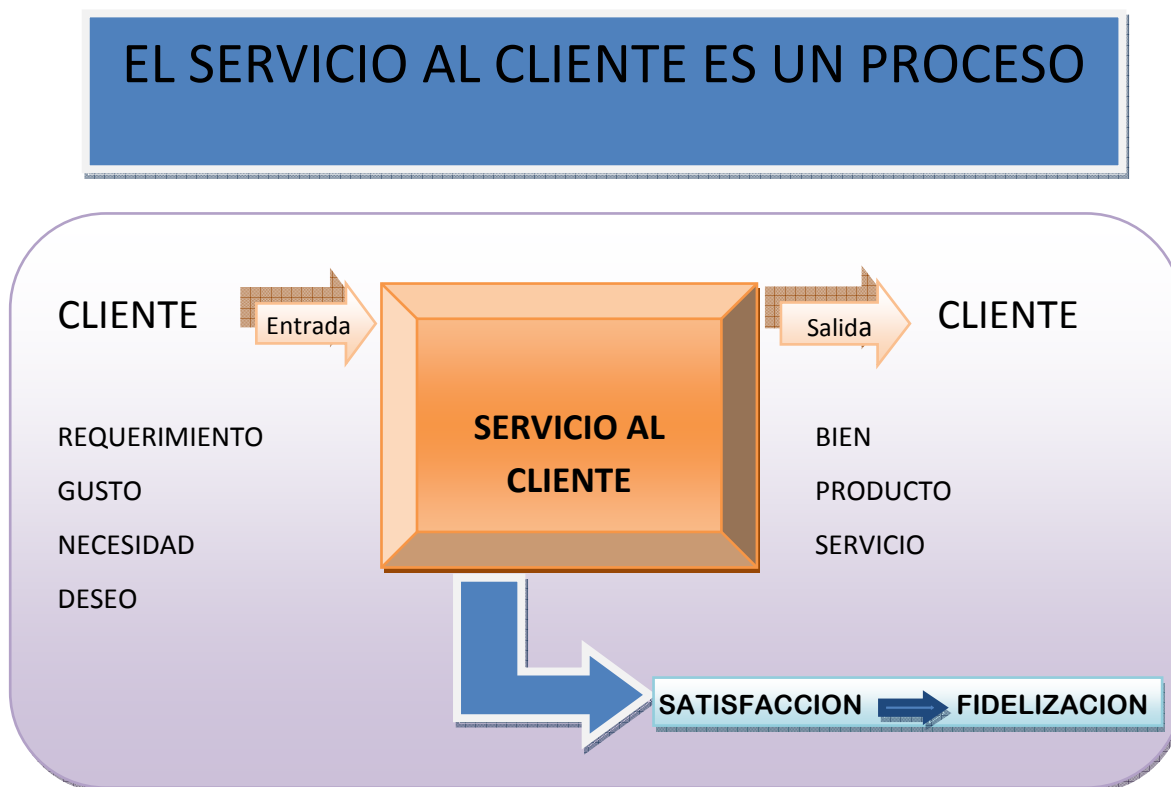 EL SERVICIO AL CLIENTE ES UN PROCESO
CLIENTE
Entrada
Salida
CLIENTE
REQUERIMIENTO
GUSTO
NECESIDAD
DESEO
SERVICIO AL
CLIENTE
BIEN
PRODUCTO
SERVICIO
SATISFACCION
FIDELIZACION